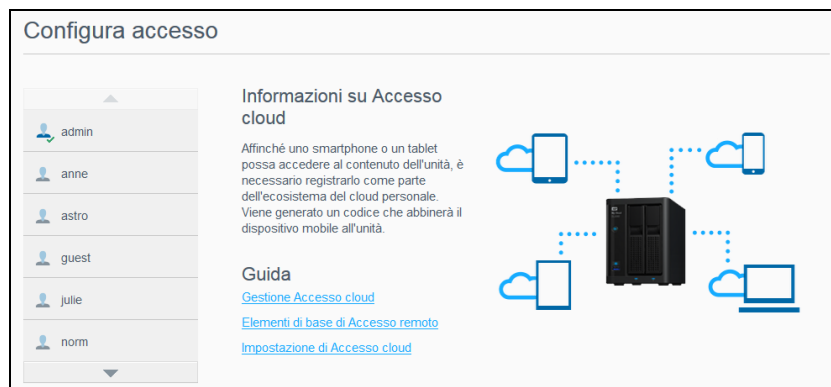 Configura accesso
admin
anne
astro
guest
julie
norm
Informazioni su Accesso
cloud
Affinché uno smartphone o un tablet
possa accedere al contenuto dell'unità, è
necessario registrarlo come parte
dell'ecosistema del cloud personale.
Viene generato un codice che abbinerà il
dispositivo mobile all'unità.
Guida
Gestione Accesso cloud
Elementi di base di Accesso remoto
Impostazione di Accesso cloud